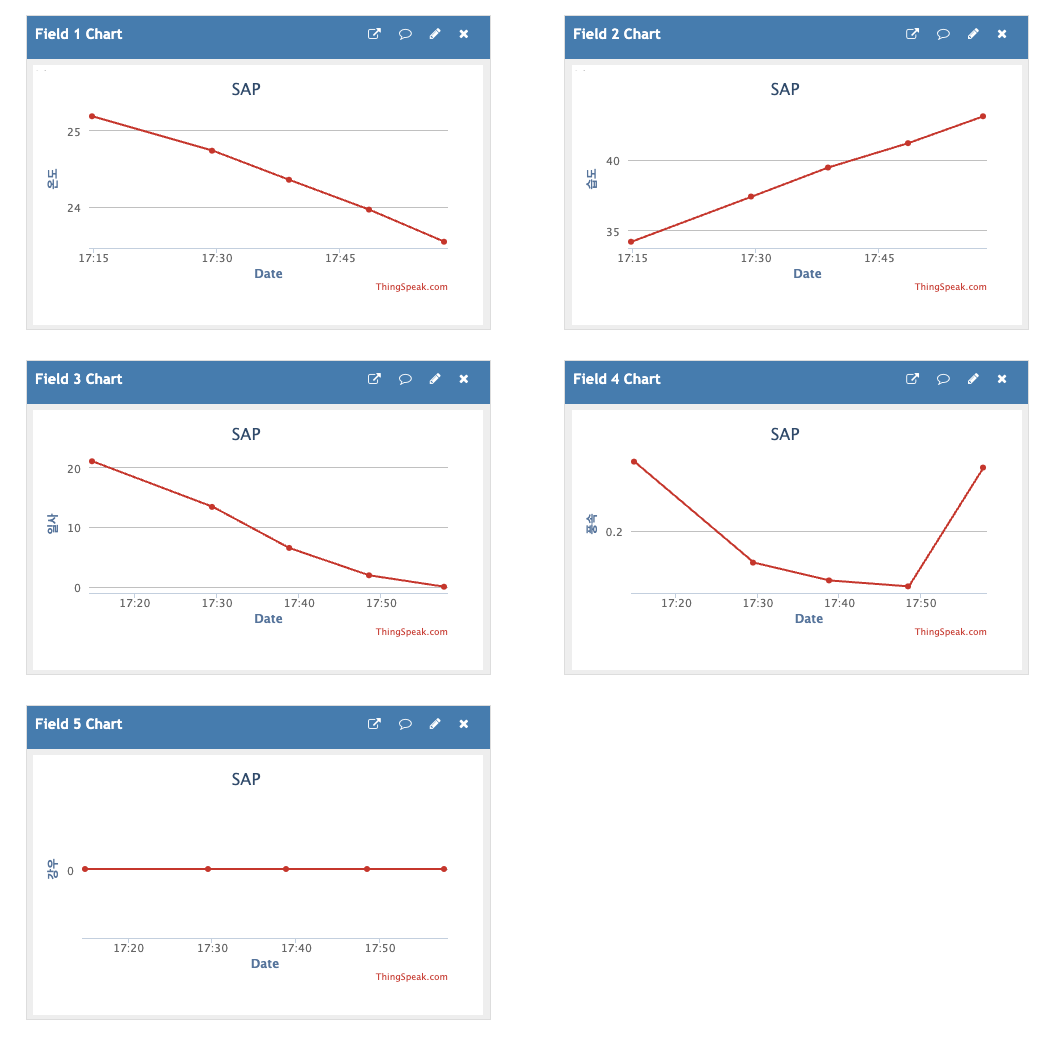 Field 1 Chart
SAP
온도
25
24
17:15 17:30 17:45
Date
ThingSpeak.com
Field 2 Chart
SAP
습도
40
35
17:15 17:30 17:45
Date
ThingSpeak.com
Field 3 Chart
SAP
일사
20
10
0
17:20 17:30 17:40 17:50
Date
ThingSpeak.com
Field 4 Chart
SAP
풍속
0.2
17:20 17:30 17:40 17:50
Date
ThingSpeak.com
Field 5 Chart
SAP
강우
0
17:20 17:30 17:40 17:50
Date
ThingSpeak.com